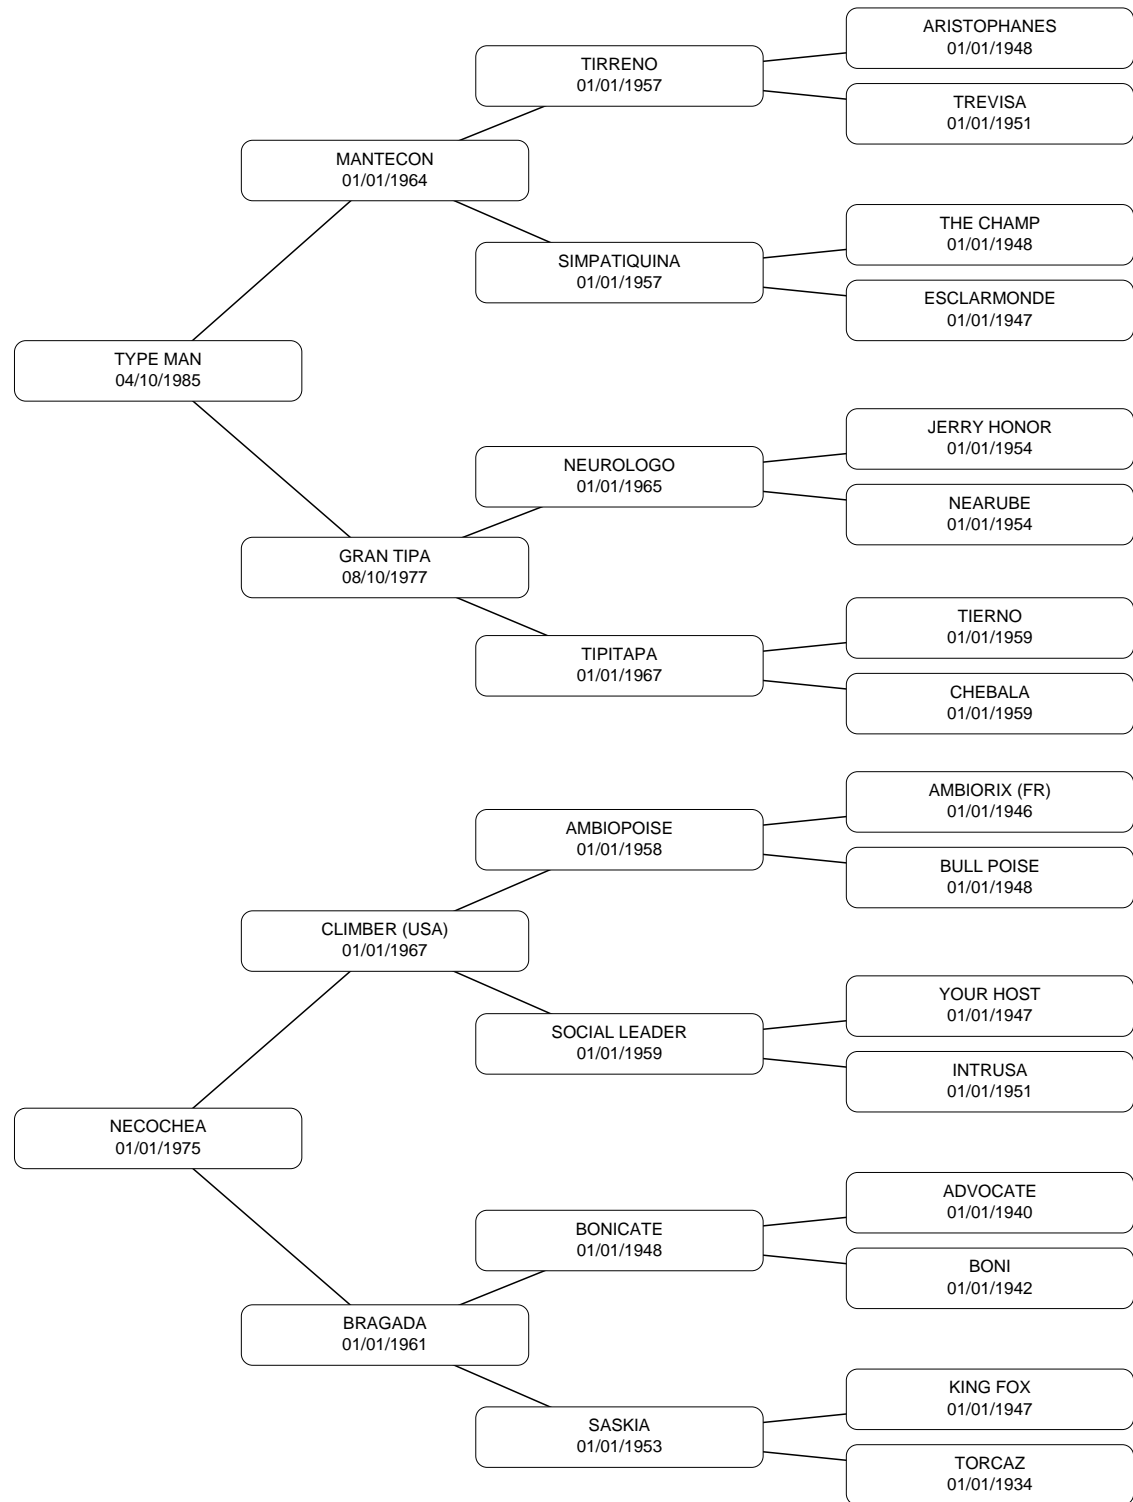 ARISTOPHANES
01/01/1948
TIRRENO
01/01/1957
TREVISA
01/01/1951
MANTECON
01/01/1964
THE CHAMP
01/01/1948
SIMPATIQUINA
01/01/1957
ESCLARMONDE
01/01/1947
TYPE MAN
04/10/1985
JERRY HONOR
01/01/1954
NEUROLOGO
01/01/1965
NEARUBE
01/01/1954
GRAN TIPA
08/10/1977
TIERNO
01/01/1959
TIPITAPA
01/01/1967
CHEBALA
01/01/1959
AMBIORIX (FR)
01/01/1946
AMBIOPOISE
01/01/1958
BULL POISE
01/01/1948
CLIMBER (USA)
01/01/1967
YOUR HOST
01/01/1947
SOCIAL LEADER
01/01/1959
INTRUSA
01/01/1951
NECOCHEA
01/01/1975
ADVOCATE
01/01/1940
BONICATE
01/01/1948
BONI
01/01/1942
BRAGADA
01/01/1961
KING FOX
01/01/1947
SASKIA
01/01/1953
TORCAZ
01/01/1934